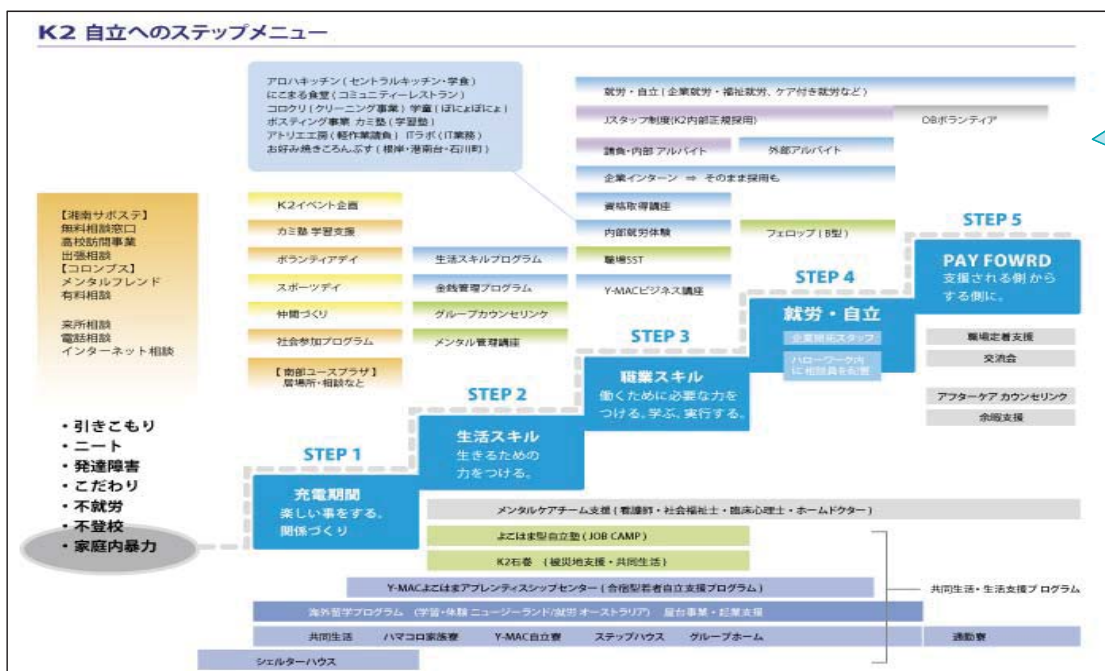 K2 自立へのステップメニュー
アロハキッチン(セントラルキッチン・学食)
にこまる食堂(コミュニティーレストラン)
コロクリ(クリーニング事業) 学童(ぽにょぽにょ)
ポスティング事業 カミ塾(学習塾)
アトリエ工房(軽作業請負) ITラボ(IT業務)
お好み焼きころんぶす(根岸・港南台・石川町)
就労・自立(企業就労・福祉就労、ケア付き就労など)
Jスタッフ制度(K2内部正規採用)
OBボランティア
請負・内部 アルバイト
外部アルバイト
企業インターン ⇒ そのまま採用も
資格取得講座
内部就労体験
フェロップ(B型)
職場SST
Y-MACビジネス講座
【湘南サポステ】
無料相談窓口
高校訪問事業
出張相談
【コロンブス】
メンタルフレンド
有料相談
来所相談
電話相談
インターネット相談
K2イベント企画
カミ塾 学習支援
ボランティアデイ
スポーツデイ
仲間づくり
社会参加プログラム
【南部ユースプラザ】
居場所・相談など
生活スキルプログラム
金銭管理プログラム
グループカウンセリンク
メンタル管理講座
・引きこもり
・ニート
・発達障害
・こだわり
・不就労
・不登校
・家庭内暴力
STEP 1
充電期間
楽しい事をする。
関係づくり
STEP 2
生活スキル
生きるための
力をつける。
STEP 3
職業スキル
働くために必要な力を
つける。学ぶ、実行する。
STEP 4
就労・自立
企業開拓スタッフ
ハローワーク内
に相談員を配置
STEP 5
PAY FOWRD
支援される側から
する側に。
職場定着支援
交流会
アフターケア カウンセリンク
余暇支援
メンタルケアチーム支援(看護師・社会福祉士・臨床心理士・ホームドクター)
よこはま型自立塾(JOB CAMP)
K2石巻 (被災地支援・共同生活)
Y-MACよこはまアプレンティスシップセンター(合宿型若者自立支援プログラム)
海外留学プログラム (学習・体験 ニュージーランド/就労 オーストラリア) 屋台事業・起業支援
共同生活 ハマコロ家族寮 Y-MAC自立寮 ステップハウス グループホーム 通勤寮
シェルターハウス
共同生活・生活支援プログラム